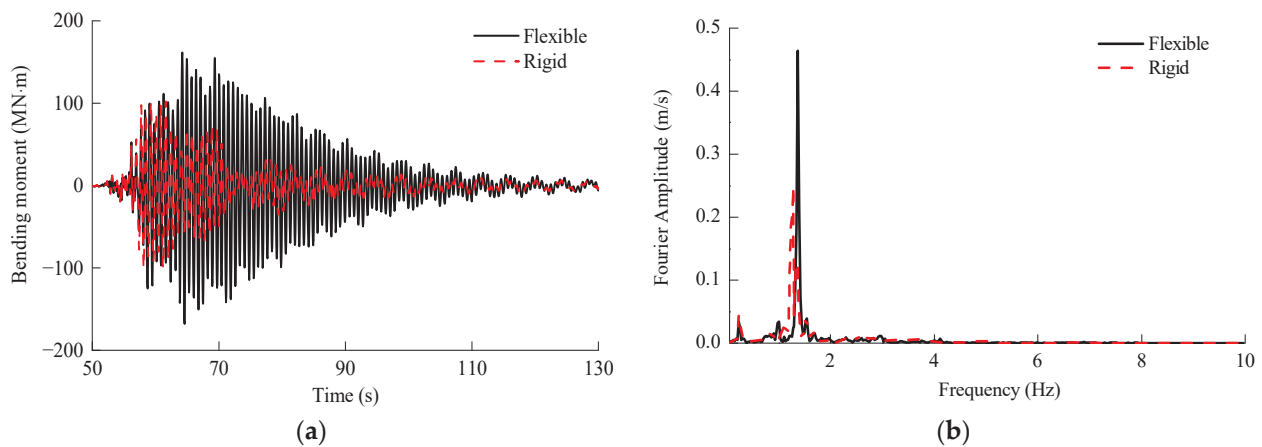 200
100
0
−100
−200
Bending moment (MN·m)
Flexible
Rigid
50 70 90 110 130
Time (s)
(a)
0.5
0.4
0.3
0.2
0.1
0.0
Fourier Amplitude (m/s)
Flexible
Rigid
2 4 6 8 10
Frequency (Hz)
(b)